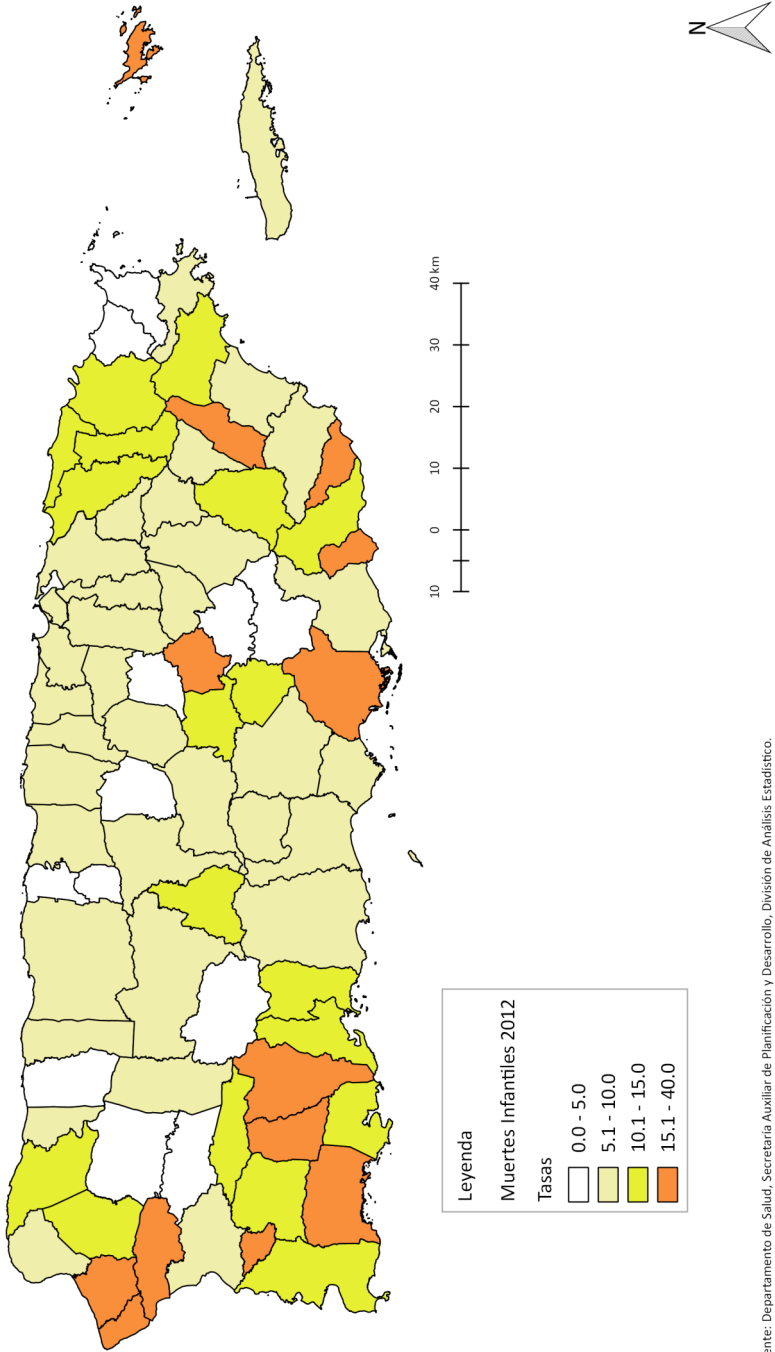 N
10 0 10 20 30 40 km
Leyenda
Muertes Infantiles 2012
Tasas
0.0 - 5.0
5.1 - 10.0
10.1 - 15.0
15.1 - 40.0
ente: Departamento de Salud, Secretaría Auxiliar de Planificación y Desarrollo, División de Análisis Estadístico.